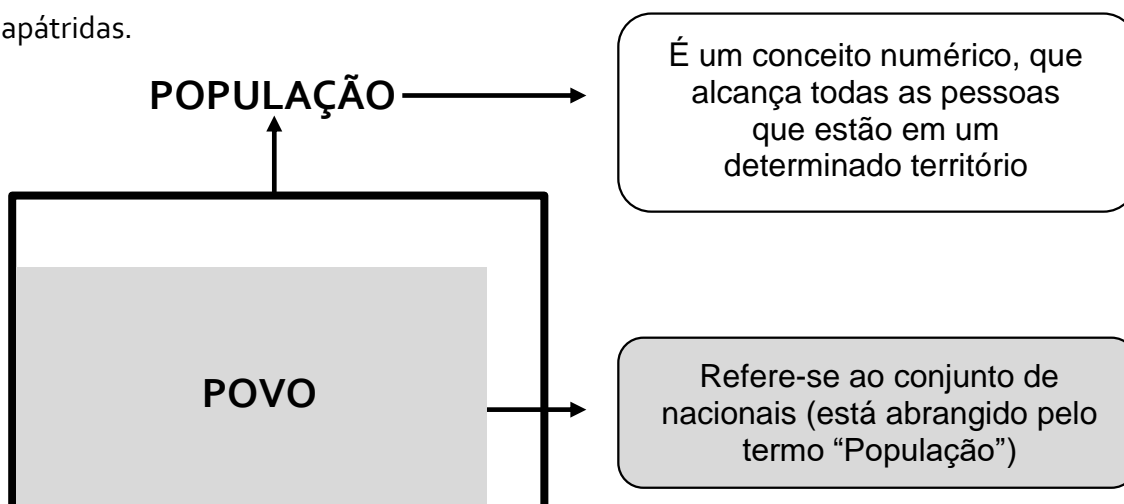 apátridas.
POPULAÇÃO
É um conceito numérico, que
alcança todas as pessoas
que estão em um
determinado território
POVO
Refere-se ao conjunto de
nacionais (está abrangido pelo
termo “População”)